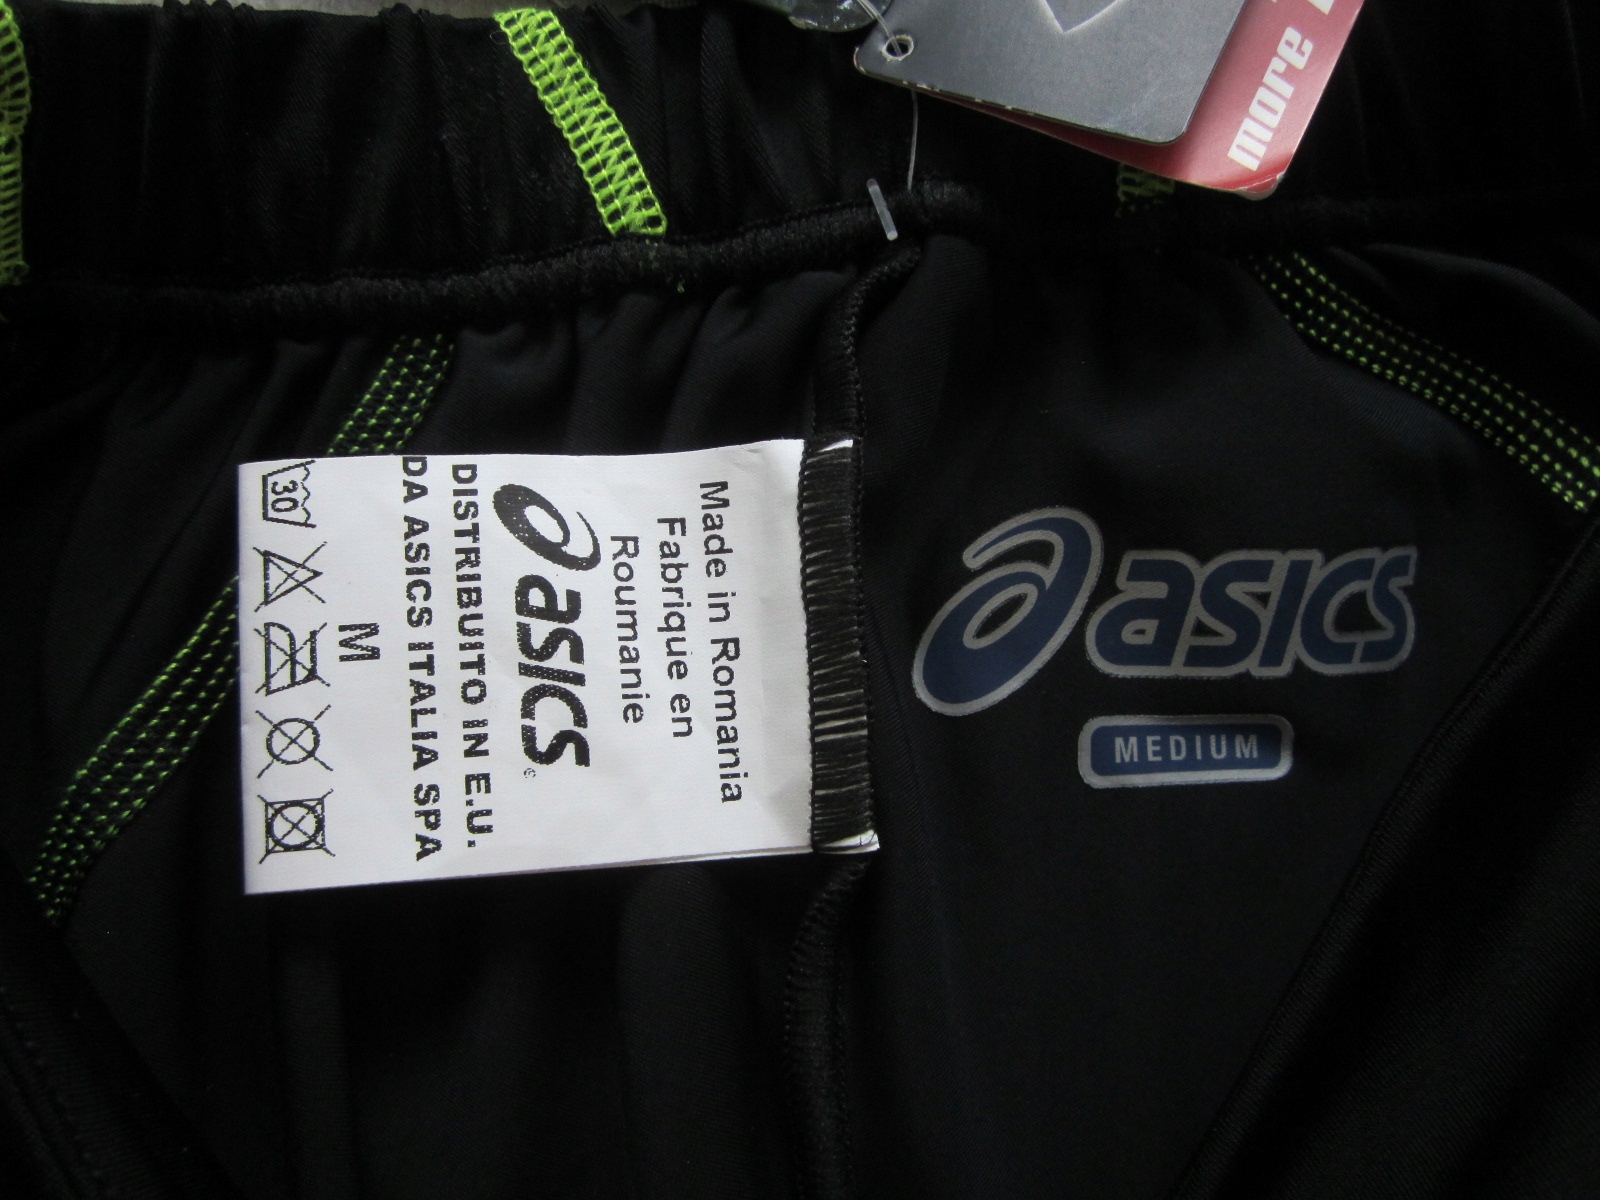 more
Made in Romania
Fabrique en
Roumanie
asics
DISTRIBUITO IN E.U.
DA ASICS ITALIA SPA
M
30
asics
MEDIUM